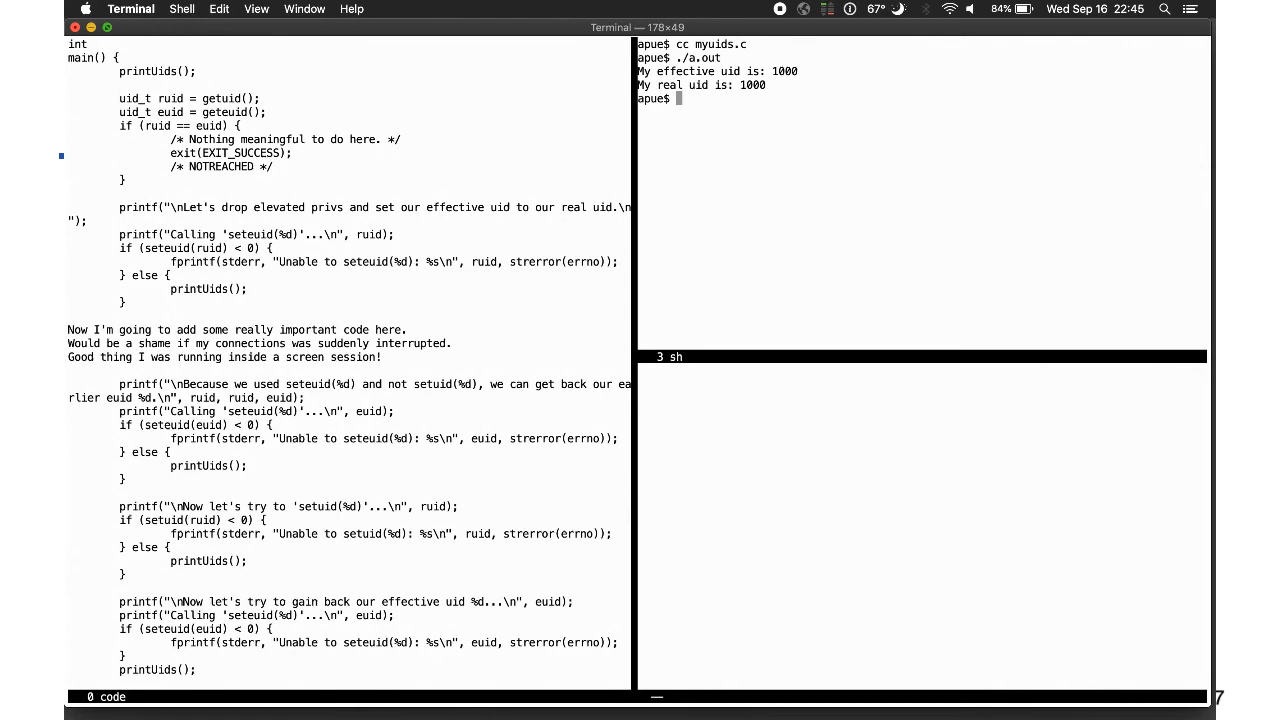 Terminal Shell Edit View Window Help 67° 84% Wed Sep 16 22:45
Terminal — 178×49
int
main() {
printUids();
uid_t ruid = getuid();
uid_t euid = geteuid();
if (ruid == euid) {
/* Nothing meaningful to do here. */
exit(EXIT_SUCCESS);
/* NOTREACHED */
}
printf("\nLet's drop elevated privs and set our effective uid to our real uid.\n
");
printf("Calling 'seteuid(%d)'...\n", ruid);
if (seteuid(ruid) < 0) {
fprintf(stderr, "Unable to seteuid(%d): %s\n", ruid, strerror(errno));
} else {
printUids();
}
Now I'm going to add some really important code here.
Would be a shame if my connections was suddenly interrupted.
Good thing I was running inside a screen session!
printf("\nBecause we used seteuid(%d) and not setuid(%d), we can get back our ea
rlier euid %d.\n", ruid, ruid, euid);
printf("Calling 'seteuid(%d)'...\n", euid);
if (seteuid(euid) < 0) {
fprintf(stderr, "Unable to seteuid(%d): %s\n", euid, strerror(errno));
} else {
printUids();
}
printf("\nNow let's try to 'setuid(%d)'...\n", ruid);
if (setuid(ruid) < 0) {
fprintf(stderr, "Unable to setuid(%d): %s\n", ruid, strerror(errno));
} else {
printUids();
}
printf("\nNow let's try to gain back our effective uid %d...\n", euid);
printf("Calling 'seteuid(%d)'...\n", euid);
if (seteuid(euid) < 0) {
fprintf(stderr, "Unable to seteuid(%d): %s\n", euid, strerror(errno));
}
printUids();
0 code
apue$ cc myuids.c
apue$ ./a.out
My effective uid is: 1000
My real uid is: 1000
apue$
3 sh
--
7